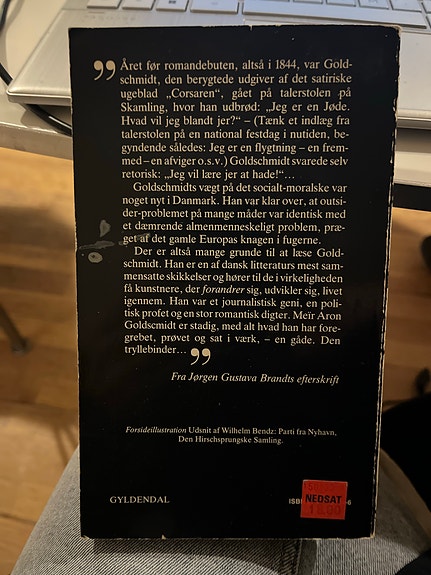 ”Året før romandebuten, altså i 1844, var Gold-
schmidt, den berygtede udgiver af det satiriske
ugeblad „Corsaren“, gået på talerstolen på
Skamling, hvor han udbrød: „Jeg er en Jøde.
Hvad vil jeg blandt jer?“ – (Tænk et indlæg fra
talerstolen på en national festdag i nutiden, be-
gyndende således: Jeg er en flygtning – en frem-
med – en afviger o.s.v.) Goldschmidt svarede selv
retorisk: „Jeg vil lære jer at hade!“…
Goldschmidts vægt på det socialt-moralske var
noget nyt i Danmark. Han var klar over, at outsi-
der-problemet på mange måder var identisk med
et dæmrende almenmenneskeligt problem, præ-
get af det gamle Europas knagen i fugerne.
Der er altså mange grunde til at læse Gold-
schmidt. Han er en af dansk litteraturs mest sam-
mensatte skikkelser og hører til de i virkeligheden
få kunstnere, der forandrer sig, udvikler sig, livet
igennem. Han var et journalistisk geni, en poli-
tisk profet og en stor romantisk digter. Meïr Aron
Goldscmidt er stadig, med alt hvad han har fore-
grebet, prøvet og sat i værk, – en gåde. Den
tryllebinder…”
Fra Jørgen Gustava Brandts efterskrift
Forsideillustration Udsnit af Wilhelm Bendz: Parti fra Nyhavn,
Den Hirschsprungske Samling.
GYLDENDAL
NEDSAT
18,00